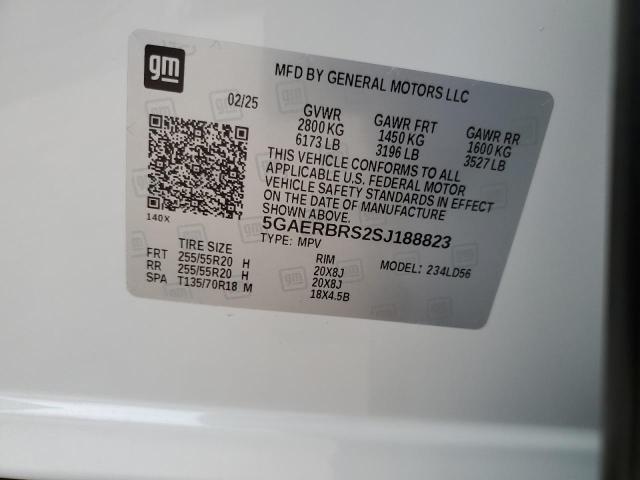 gm
MFD BY GENERAL MOTORS LLC
02/25
GVWR
2800 KG
6173 LB
GAWR FRT
1450 KG
3196 LB
GAWR RR
1600 KG
3527 LB
THIS VEHICLE CONFORMS TO ALL
APPLICABLE U.S. FEDERAL MOTOR
VEHICLE SAFETY STANDARDS IN EFFECT
ON THE DATE OF MANUFACTURE
SHOWN ABOVE.
5GAERBRS2SJ188823
TYPE: MPV
MODEL: 234LD56
140X
TIRE SIZE RIM
FRT 255/55R20 H 20X8J
RR 255/55R20 H 20X8J
SPA T135/70R18 M 18X4.5B